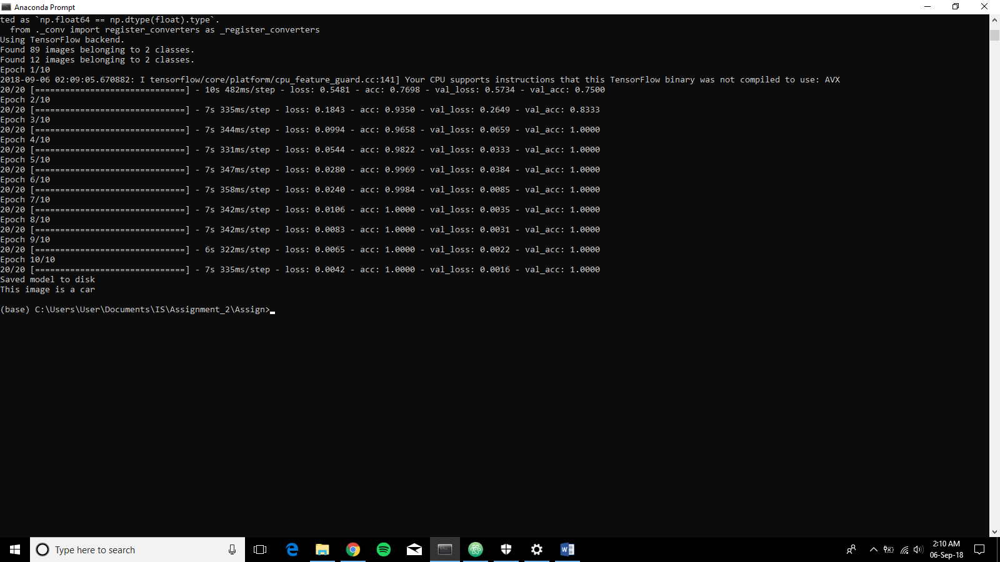 Anaconda Prompt
ted as `np.float64 == np.dtype(float).type`.
  from ._conv import register_converters as _register_converters
Using TensorFlow backend.
Found 89 images belonging to 2 classes.
Found 12 images belonging to 2 classes.
Epoch 1/10
2018-09-06 02:09:05.670882: I tensorflow/core/platform/cpu_feature_guard.cc:141] Your CPU supports instructions that this TensorFlow binary was not compiled to use: AVX
20/20 [==============================] - 10s 482ms/step - loss: 0.5481 - acc: 0.7698 - val_loss: 0.5734 - val_acc: 0.7500
Epoch 2/10
20/20 [==============================] - 7s 335ms/step - loss: 0.1843 - acc: 0.9350 - val_loss: 0.2649 - val_acc: 0.8333
Epoch 3/10
20/20 [==============================] - 7s 344ms/step - loss: 0.0994 - acc: 0.9658 - val_loss: 0.0659 - val_acc: 1.0000
Epoch 4/10
20/20 [==============================] - 7s 331ms/step - loss: 0.0544 - acc: 0.9822 - val_loss: 0.0333 - val_acc: 1.0000
Epoch 5/10
20/20 [==============================] - 7s 347ms/step - loss: 0.0280 - acc: 0.9969 - val_loss: 0.0384 - val_acc: 1.0000
Epoch 6/10
20/20 [==============================] - 7s 358ms/step - loss: 0.0240 - acc: 0.9984 - val_loss: 0.0085 - val_acc: 1.0000
Epoch 7/10
20/20 [==============================] - 7s 342ms/step - loss: 0.0106 - acc: 1.0000 - val_loss: 0.0035 - val_acc: 1.0000
Epoch 8/10
20/20 [==============================] - 7s 342ms/step - loss: 0.0083 - acc: 1.0000 - val_loss: 0.0031 - val_acc: 1.0000
Epoch 9/10
20/20 [==============================] - 6s 322ms/step - loss: 0.0065 - acc: 1.0000 - val_loss: 0.0022 - val_acc: 1.0000
Epoch 10/10
20/20 [==============================] - 7s 335ms/step - loss: 0.0042 - acc: 1.0000 - val_loss: 0.0016 - val_acc: 1.0000
Saved model to disk
This image is a car
(base) C:\Users\User\Documents\IS\Assignment_2\Assign>
Type here to search
2:10 AM
06-Sep-18